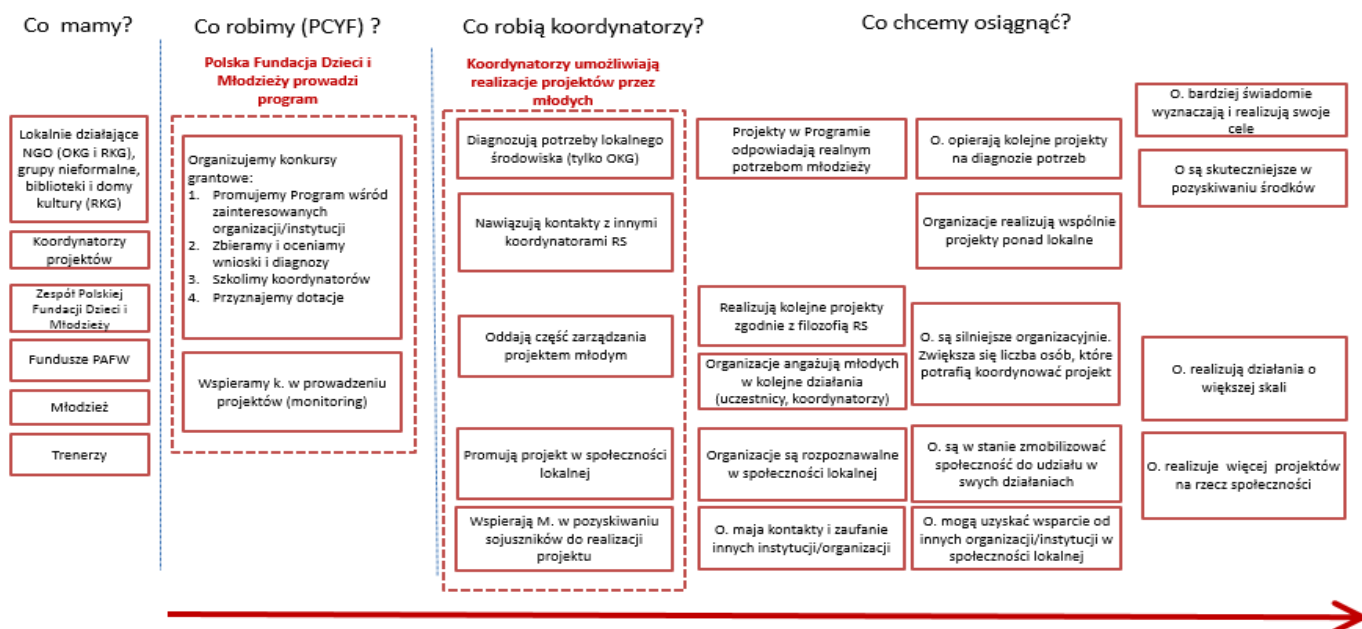 Co mamy?
Lokalnie działające
NGO (OKG i RKG),
grupy nieformalne,
biblioteki i domy
kultury (RKG)
Koordynatorzy
projektów
Zespół Polskiej
Fundacji Dzieci i
Młodzieży
Fundusze PAFW
Młodzież
Trenerzy
Co robimy (PCYF) ?
Polska Fundacja Dzieci i
Młodzieży prowadzi
program
Organizujemy konkursy
grantowe:
1. Promujemy Program wśród
zainteresowanych
organizacji/instytucji
2. Zbieramy i oceniamy
wnioski i diagnozy
3. Szkolimy koordynatorów
4. Przyznajemy dotacje
Wspieramy k. w prowadzeniu
projektów (monitoring)
Co robią koordynatorzy?
Koordynatorzy umożliwiają
realizacje projektów przez
młodych
Diagnozują potrzeby lokalnego
środowiska (tylko OKG)
Nawiązują kontakty z innymi
koordynatorami RS
Oddają część zarządzania
projektem młodym
Promują projekt w społeczności
lokalnej
Wspierają M. w pozyskiwaniu
sojuszników do realizacji
projektu
Co chcemy osiągnąć?
Projekty w Programie
odpowiadają realnym
potrzebom młodzieży
Realizują kolejne projekty
zgodnie z filozofią RS
Organizacje angażują młodych
w kolejne działania
(uczestnicy, koordynatorzy)
Organizacje są rozpoznawalne
w społeczności lokalnej
O. maja kontakty i zaufanie
innych instytucji/organizacji
O. opierają kolejne projekty
na diagnozie potrzeb
Organizacje realizują wspólnie
projekty ponad lokalne
O. są silniejsze organizacyjnie.
Zwiększa się liczba osób, które
potrafią koordynować projekt
O. są w stanie zmobilizować
społeczność do udziału w
swych działaniach
O. mogą uzyskać wsparcie od
innych organizacji/instytucji w
społeczności lokalnej
O. bardziej świadomie
wyznaczają i realizują swoje
cele
O są skuteczniejsze w
pozyskiwaniu środków
O. realizują działania o
większej skali
O. realizuje więcej projektów
na rzecz społeczności